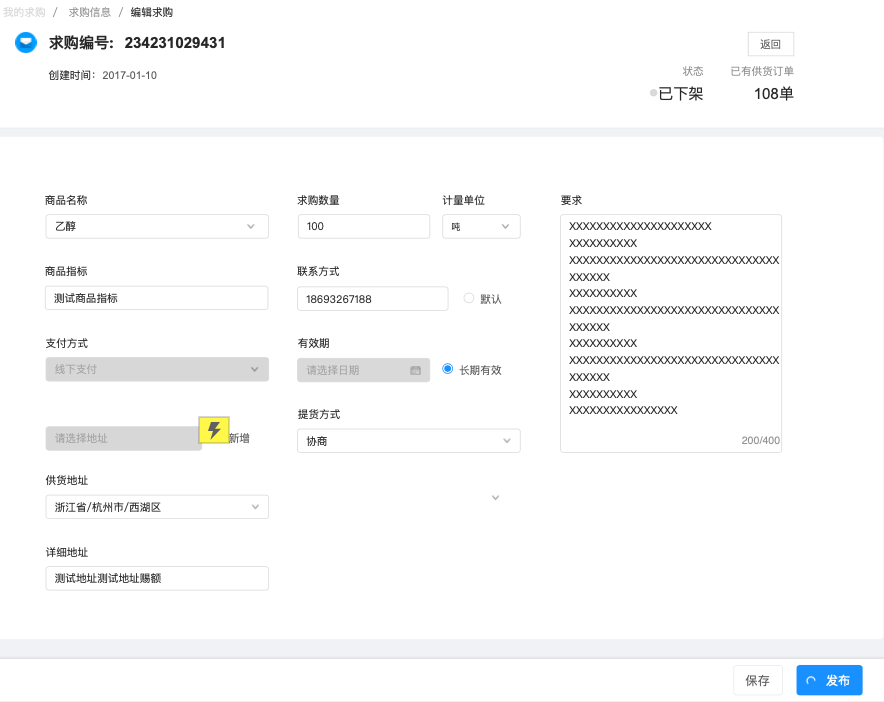 我的求购 / 求购信息 / 编辑求购
求购编号: 234231029431
返回
创建时间: 2017-01-10
状态 已有供货订单
已下架 108单
商品名称 求购数量 计量单位 要求
乙醇 100 吨
XXXXXXXXXXXXXXXXXXXXX
XXXXXXXXXX
XXXXXXXXXXXXXXXXXXXXXXXXXXXXXXX
XXXXXX
XXXXXXXXXX
XXXXXXXXXXXXXXXXXXXXXXXXXXXXXXX
XXXXXX
XXXXXXXXXX
XXXXXXXXXXXXXXXXXXXXXXXXXXXXXXX
XXXXXX
XXXXXXXXXX
XXXXXXXXXXXXXXXX
200/400
商品指标 联系方式
测试商品指标 18693267188 默认
支付方式 有效期
线下支付 请选择日期 长期有效
提货方式
请选择地址 新增 协商
供货地址
浙江省/杭州市/西湖区
详细地址
测试地址测试地址赐额
保存 发布